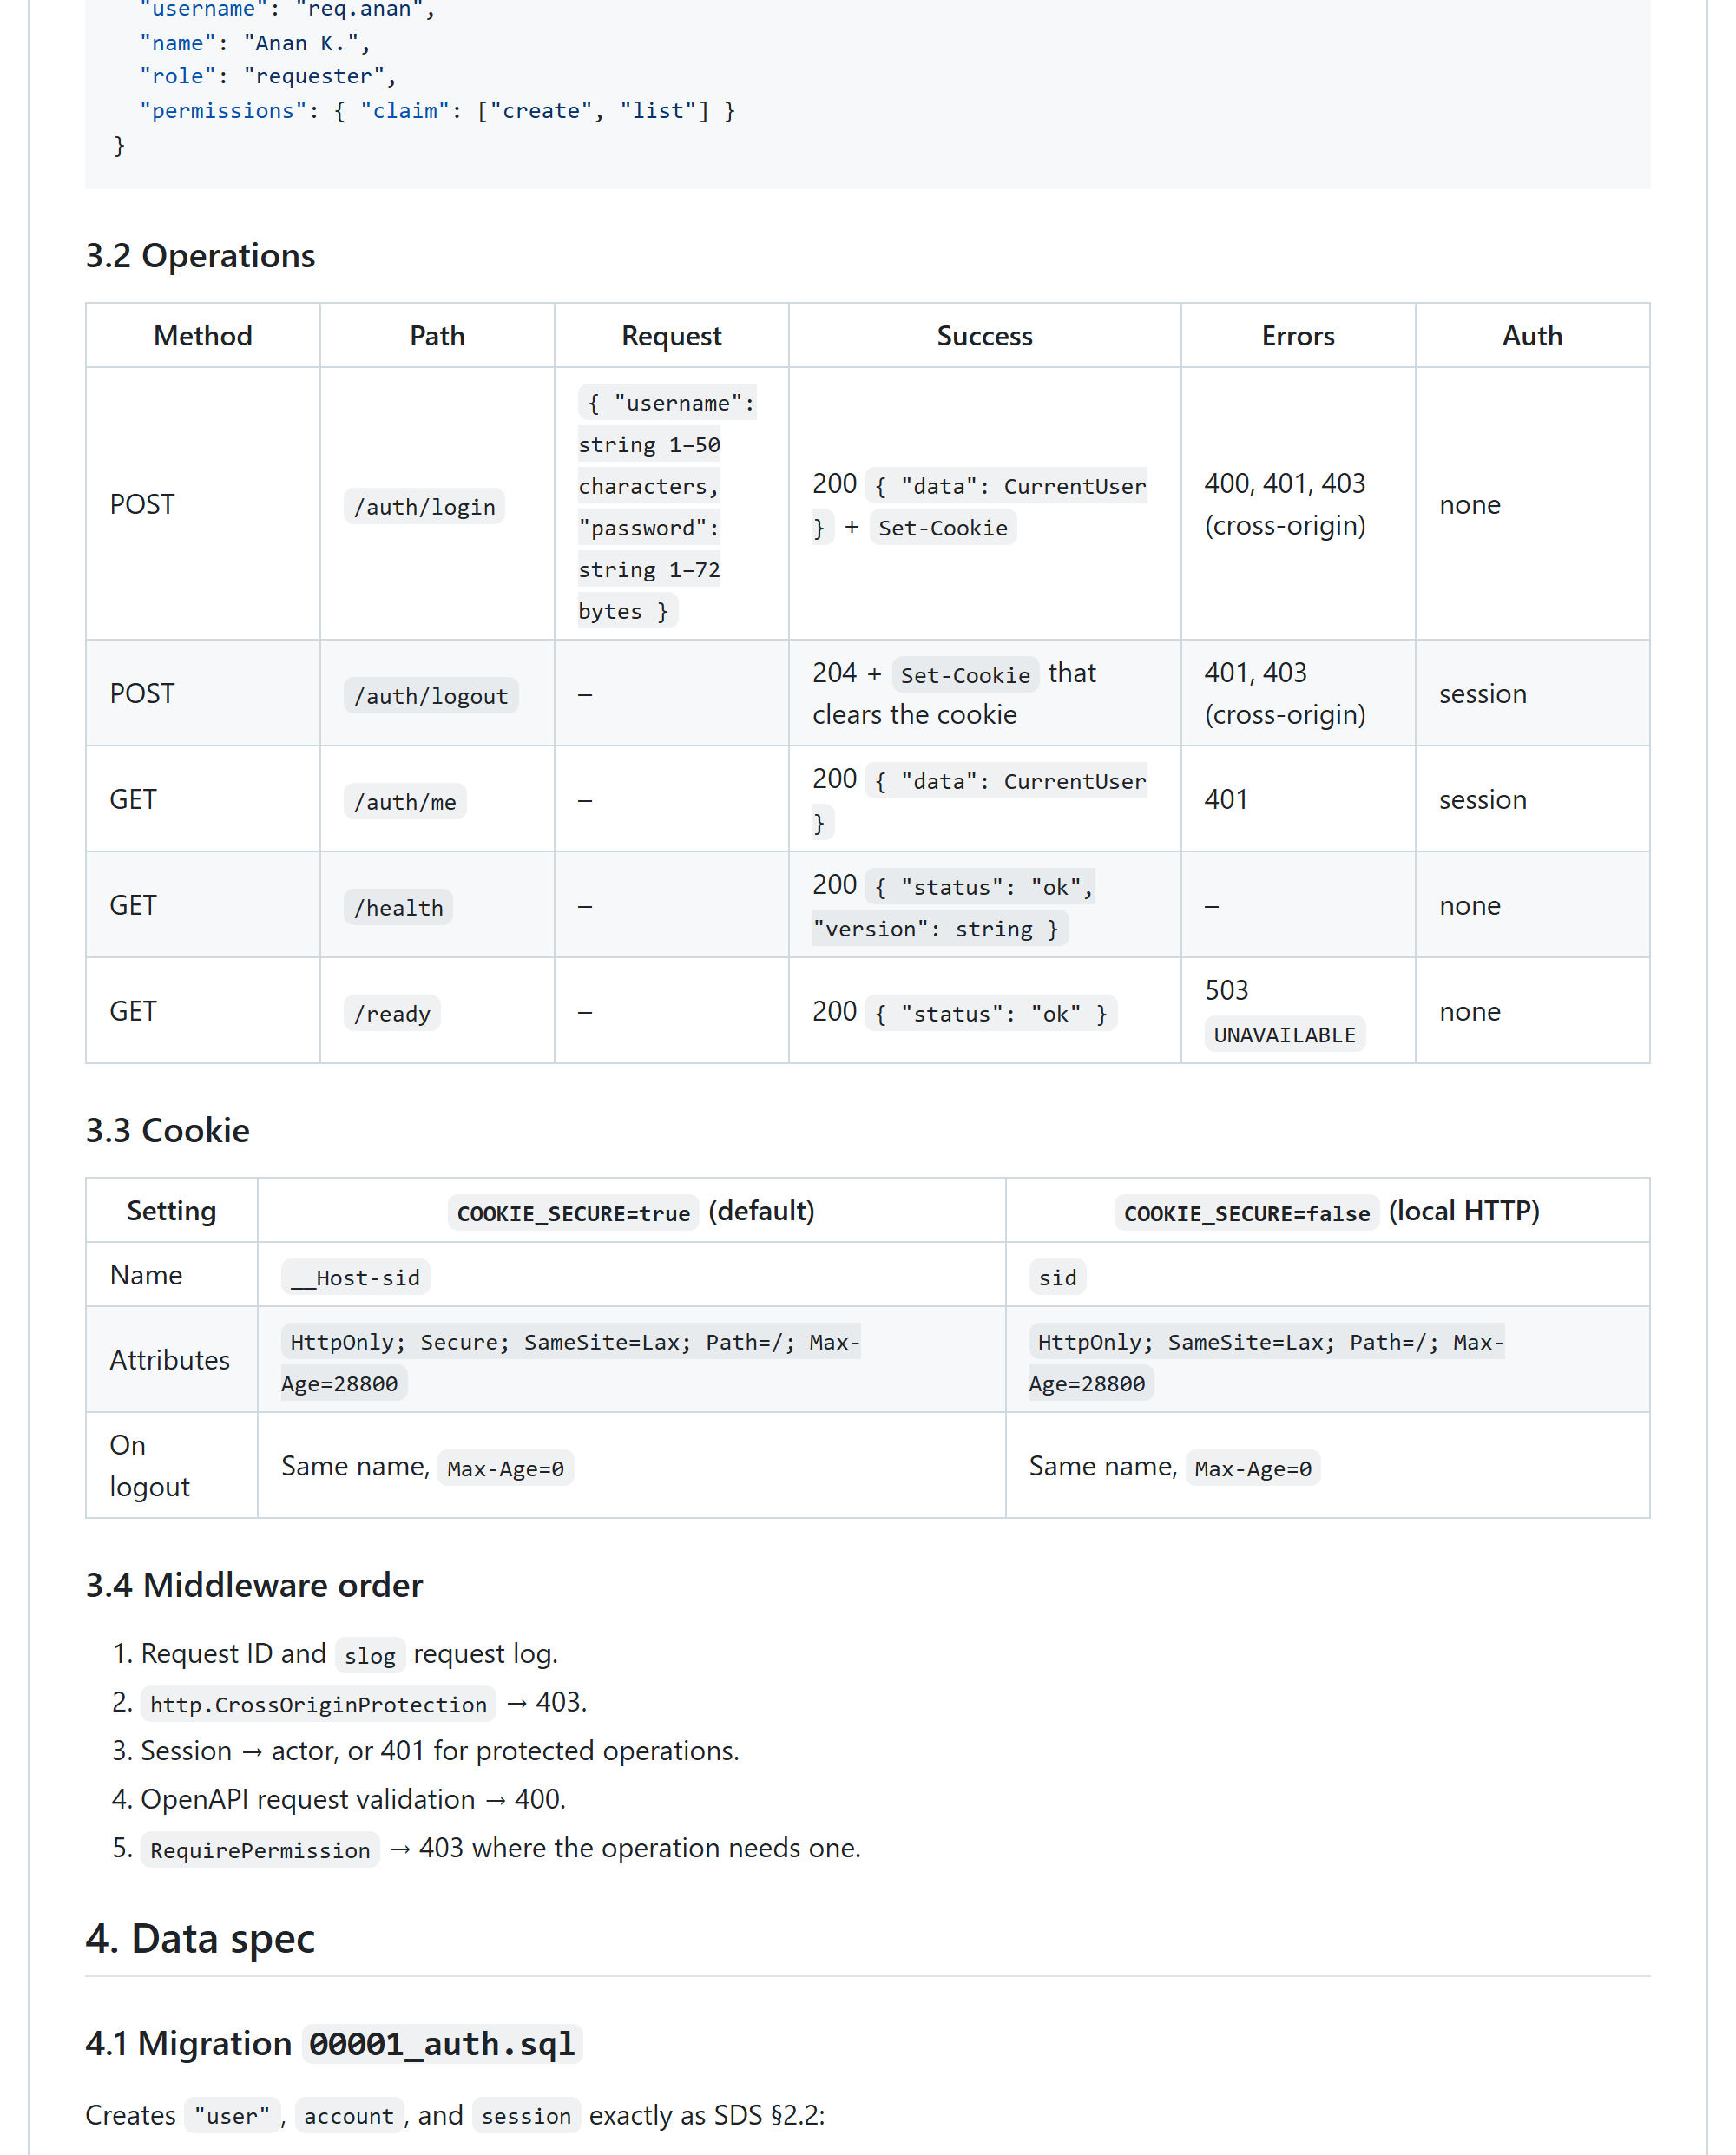 "username": "req.anan",
"name": "Anan K.",
"role": "requester",
"permissions": { "claim": ["create", "list"] }
}
3.2 Operations
Method Path Request Success Errors Auth
{ "username":
string 1–50
characters,
"password":
string 1–72
bytes }
POST /auth/login 200 { "data": CurrentUser
} + Set-Cookie
400, 401, 403
(cross-origin)
none
POST /auth/logout – 204 + Set-Cookie that
clears the cookie
401, 403
(cross-origin)
session
GET /auth/me – 200 { "data": CurrentUser
}
401 session
GET /health – 200 { "status": "ok",
"version": string }
– none
GET /ready – 200 { "status": "ok" }
503
UNAVAILABLE
none
3.3 Cookie
Setting COOKIE_SECURE=true (default) COOKIE_SECURE=false (local HTTP)
Name __Host-sid sid
Attributes HttpOnly; Secure; SameSite=Lax; Path=/; Max-
Age=28800
HttpOnly; SameSite=Lax; Path=/; Max-
Age=28800
On
logout
Same name, Max-Age=0 Same name, Max-Age=0
3.4 Middleware order
1. Request ID and slog request log.
2. http.CrossOriginProtection → 403.
3. Session → actor, or 401 for protected operations.
4. OpenAPI request validation → 400.
5. RequirePermission → 403 where the operation needs one.
4. Data spec
4.1 Migration 00001_auth.sql
Creates "user", account, and session exactly as SDS §2.2: